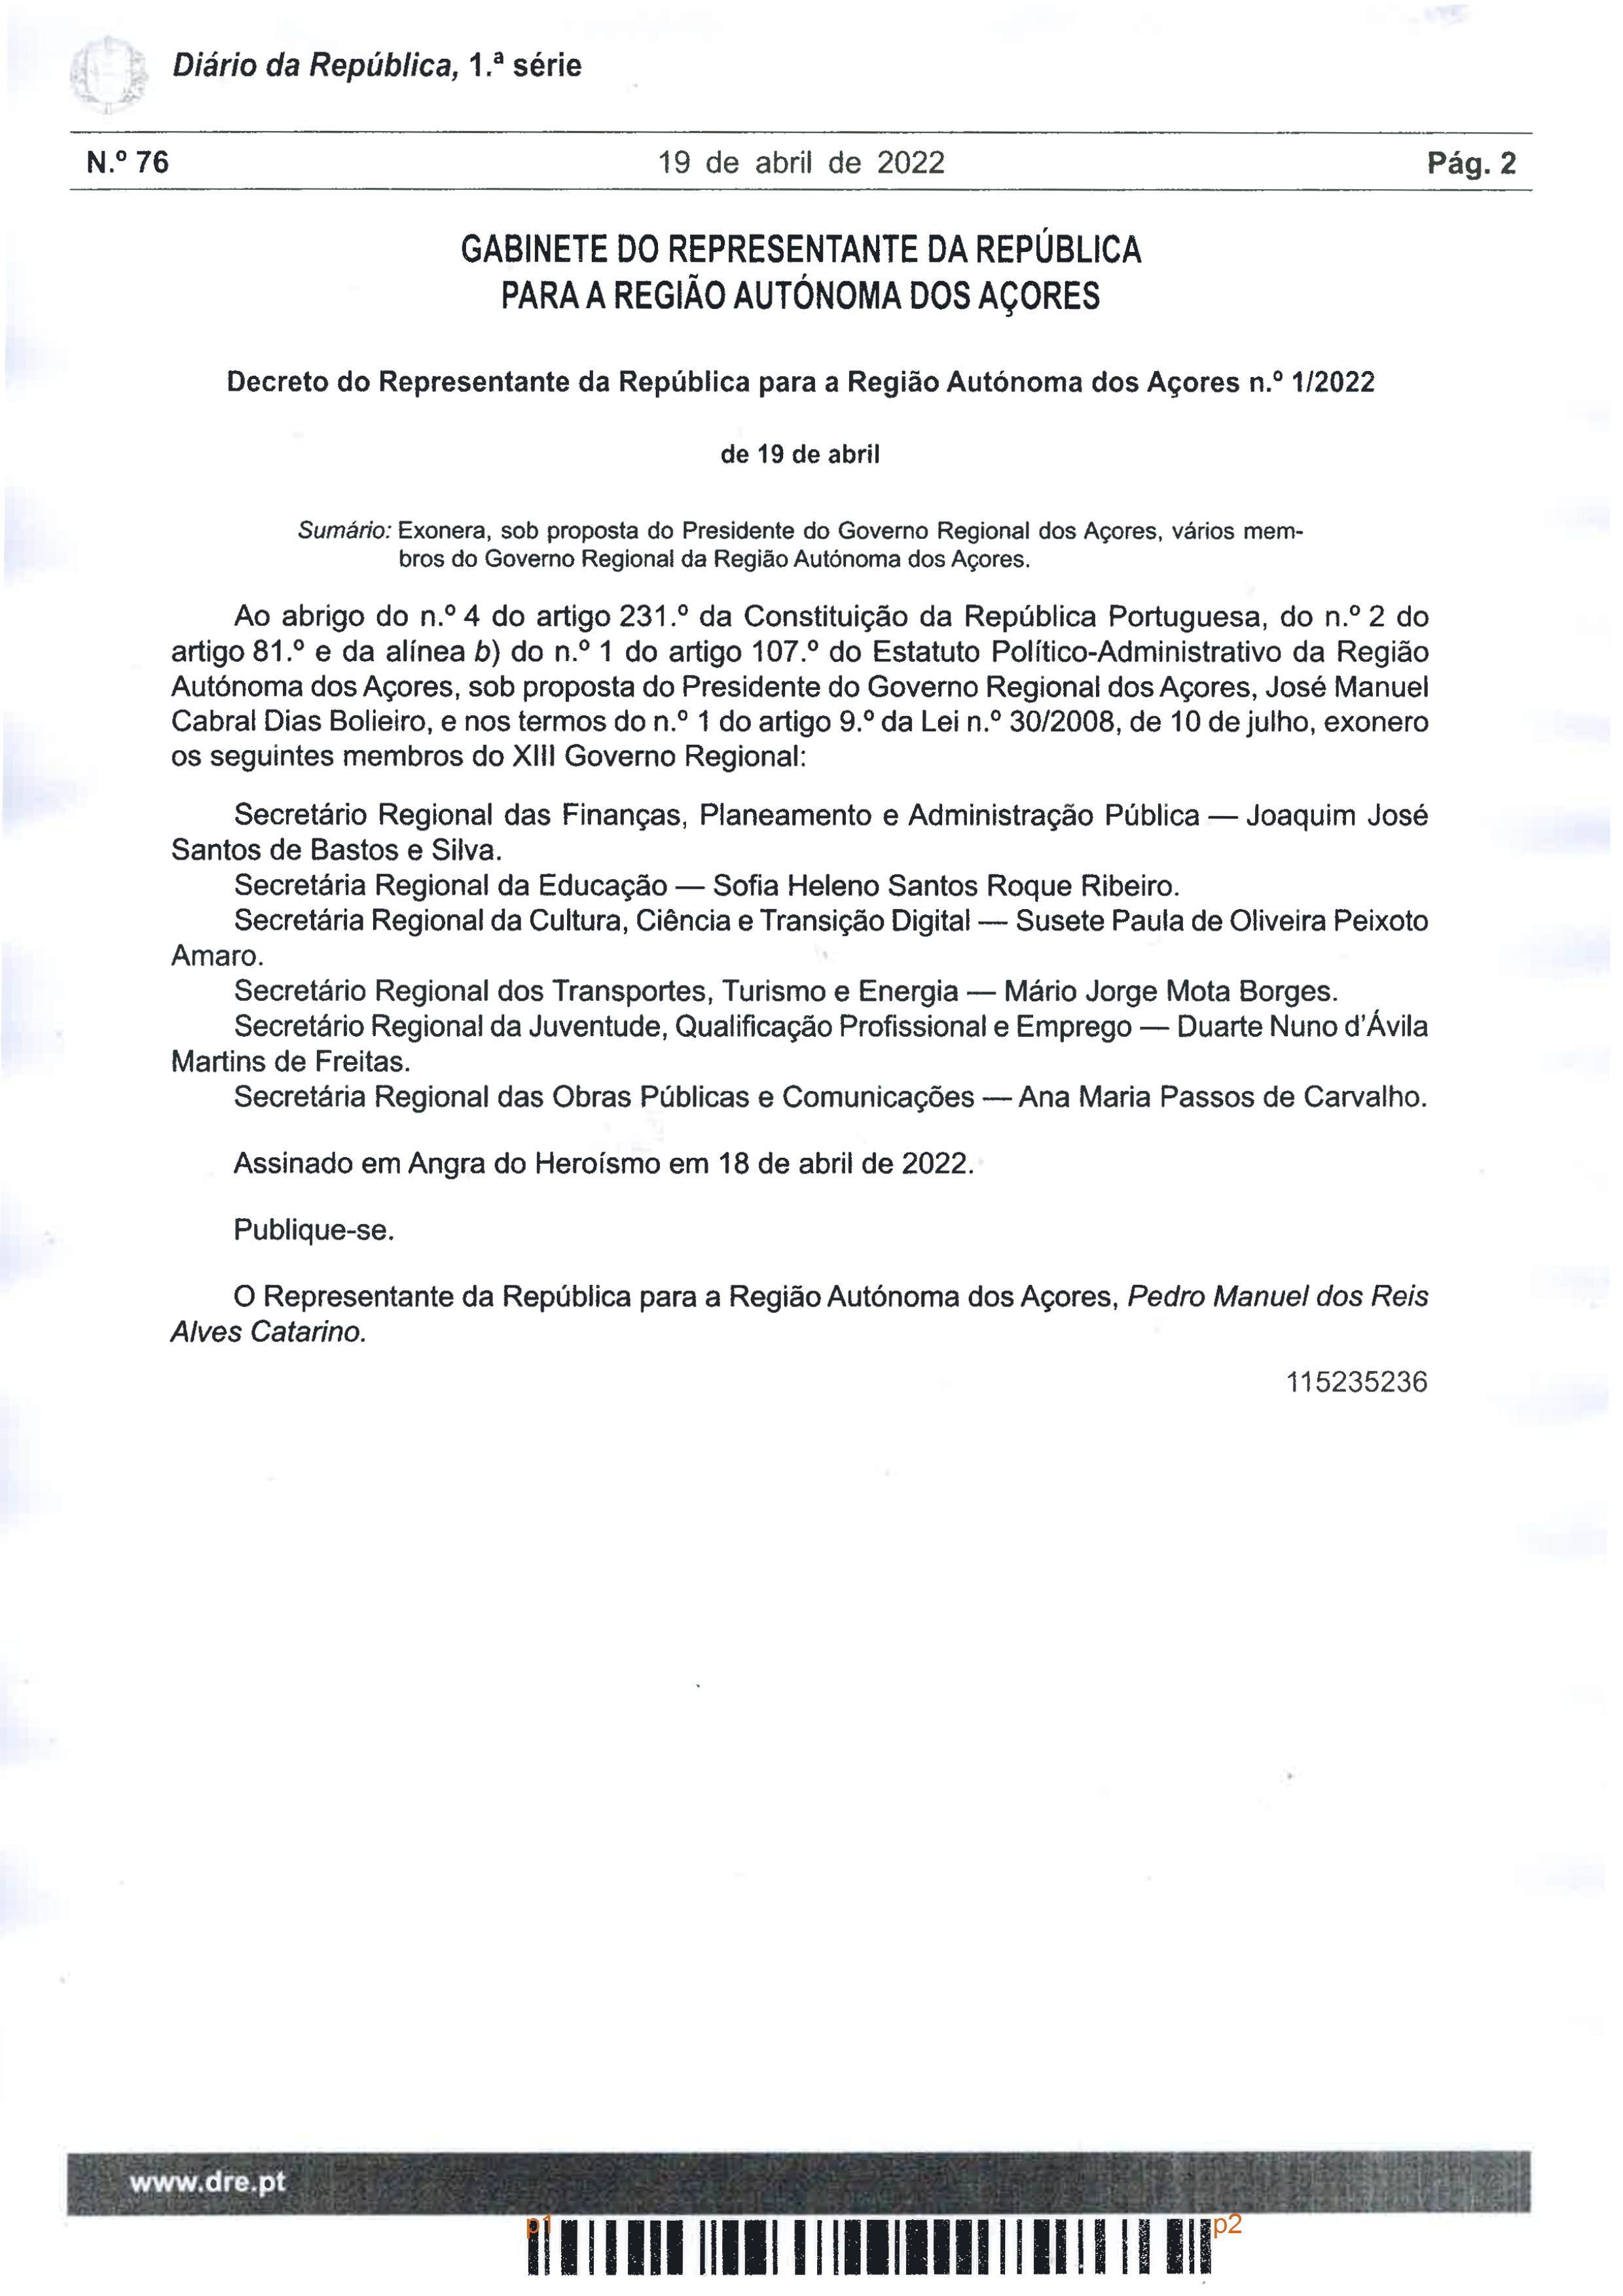 Diário da República, 1.ª série
N.º 76 19 de abril de 2022 Pág. 2
GABINETE DO REPRESENTANTE DA REPÚBLICA
PARA A REGIÃO AUTÓNOMA DOS AÇORES
Decreto do Representante da República para a Região Autónoma dos Açores n.º 1/2022
de 19 de abril
Sumário: Exonera, sob proposta do Presidente do Governo Regional dos Açores, vários mem-
bros do Governo Regional da Região Autónoma dos Açores.
Ao abrigo do n.º 4 do artigo 231.º da Constituição da República Portuguesa, do n.º 2 do
artigo 81.º e da alínea b) do n.º 1 do artigo 107.º do Estatuto Político-Administrativo da Região
Autónoma dos Açores, sob proposta do Presidente do Governo Regional dos Açores, José Manuel
Cabral Dias Bolieiro, e nos termos do n.º 1 do artigo 9.º da Lei n.º 30/2008, de 10 de julho, exonero
os seguintes membros do XIII Governo Regional:
Secretário Regional das Finanças, Planeamento e Administração Pública — Joaquim José
Santos de Bastos e Silva.
Secretária Regional da Educação — Sofia Heleno Santos Roque Ribeiro.
Secretária Regional da Cultura, Ciência e Transição Digital — Susete Paula de Oliveira Peixoto
Amaro.
Secretário Regional dos Transportes, Turismo e Energia — Mário Jorge Mota Borges.
Secretário Regional da Juventude, Qualificação Profissional e Emprego — Duarte Nuno d'Ávila
Martins de Freitas.
Secretária Regional das Obras Públicas e Comunicações — Ana Maria Passos de Carvalho.
Assinado em Angra do Heroísmo em 18 de abril de 2022.
Publique-se.
O Representante da República para a Região Autónoma dos Açores, Pedro Manuel dos Reis
Alves Catarino.
115235236
www.dre.pt
p1 p2